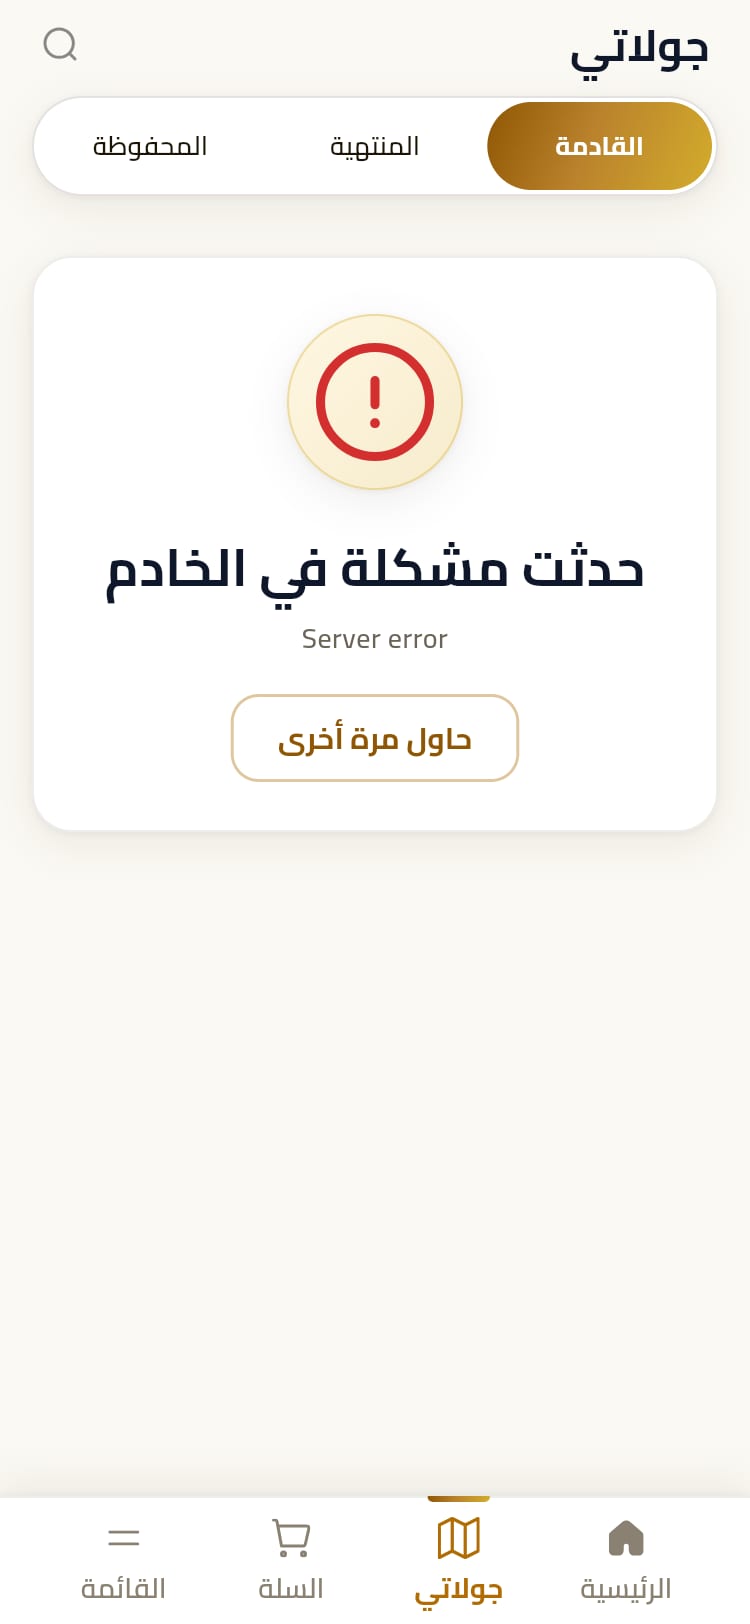 جولاتي
القادمة
المنتهية
المحفوظة
حدثت مشكلة في الخادم
Server error
حاول مرة أخرى
الرئيسية
جولاتي
السلة
القائمة